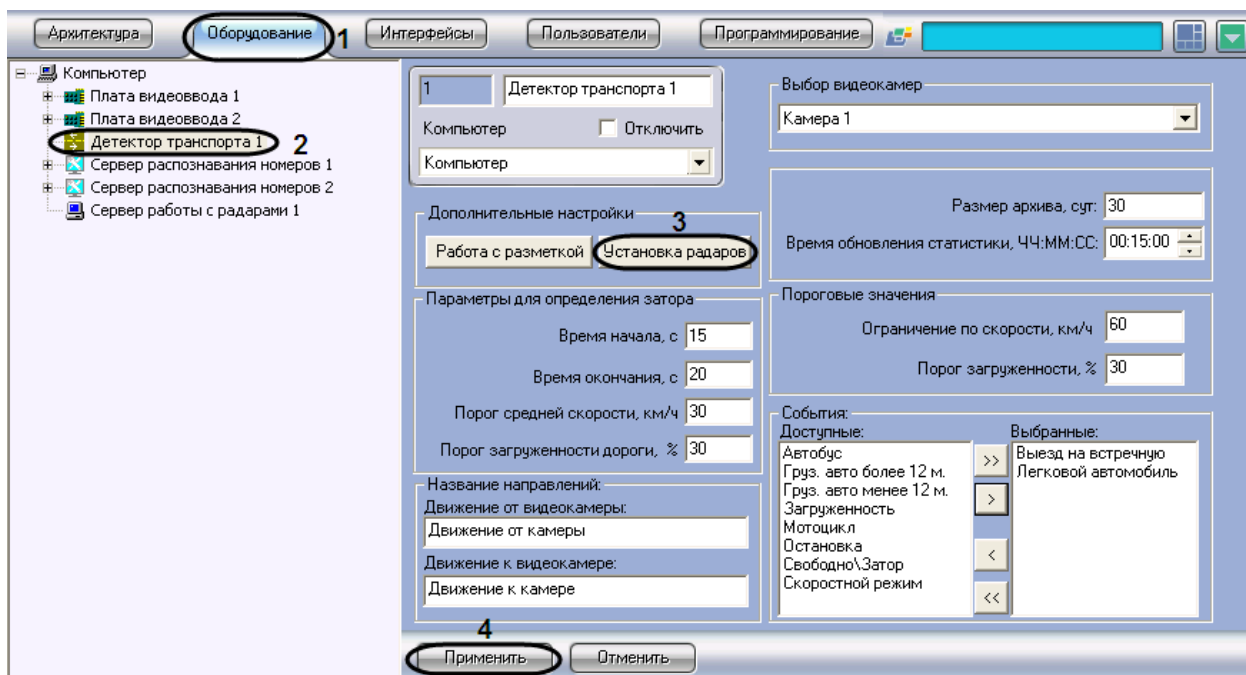 Архитектура
Оборудование
1
Интерфейсы
Пользователи
Программирование
Компьютер
Плата видеоввода 1
Плата видеоввода 2
Детектор транспорта 1
2
Сервер распознавания номеров 1
Сервер распознавания номеров 2
Сервер работы с радарами 1
1
Детектор транспорта 1
Компьютер
Отключить
Компьютер
Дополнительные настройки
3
Работа с разметкой
Установка радаров
Параметры для определения затора
Время начала, с 15
Время окончания, с 20
Порог средней скорости, км/ч 30
Порог загруженности дороги, % 30
Название направлений:
Движение от видеокамеры:
Движение от камеры
Движение к видеокамере:
Движение к камере
Выбор видеокамер
Камера 1
Размер архива, сут: 30
Время обновления статистики, ЧЧ:ММ:СС: 00:15:00
Пороговые значения
Ограничение по скорости, км/ч 60
Порог загруженности, % 30
События:
Доступные:
Автобус
Груз. авто более 12 м.
Груз. авто менее 12 м.
Загруженность
Мотоцикл
Остановка
Свободно\Затор
Скоростной режим
>>
>
<
<<
Выбранные:
Выезд на встречную
Легковой автомобиль
4
Применить
Отменить